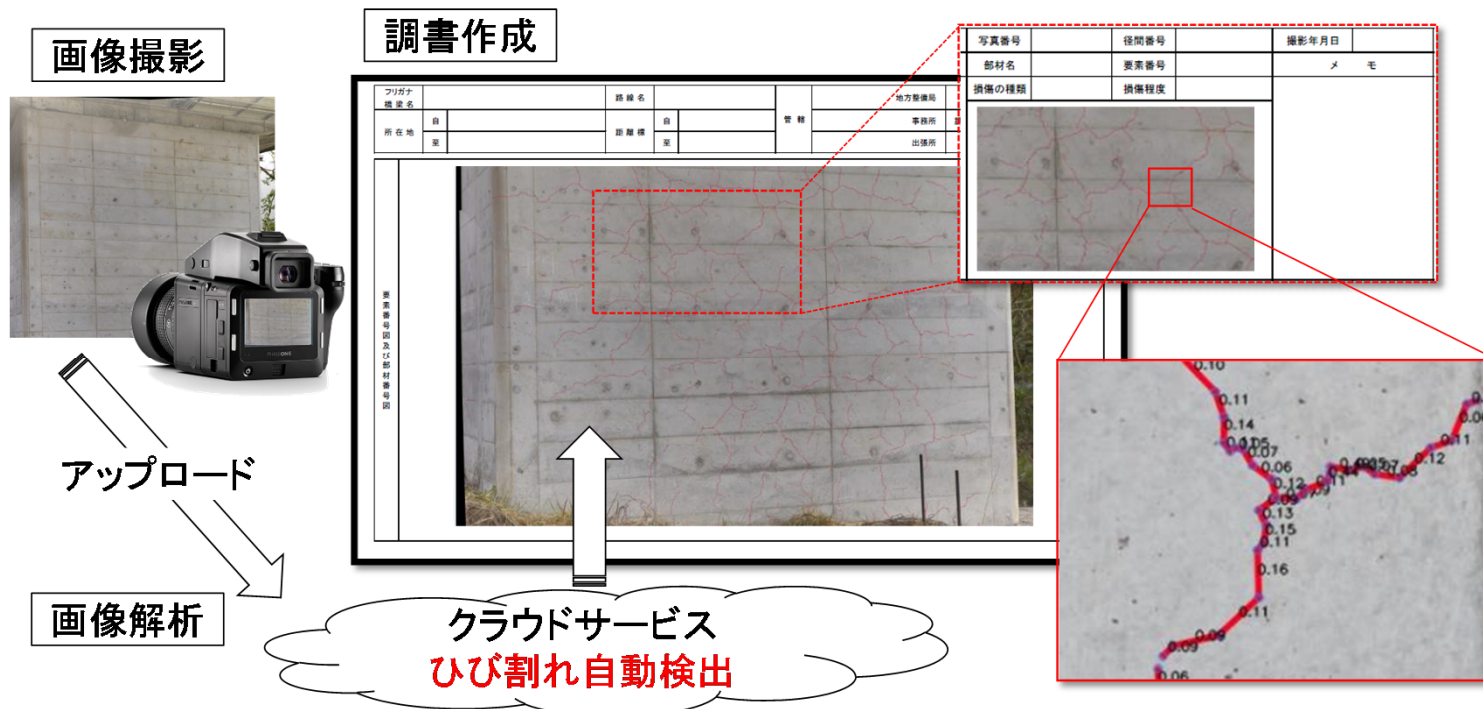 画像撮影
調書作成
フリガナ
橋梁名
路線名
管轄
地方整備局
所在地
自
至
距離標
自
至
事務所
出張所
要素番号図及び部材番号図
写真番号
径間番号
撮影年月日
部材名
要素番号
メモ
損傷の種類
損傷程度
PHASEONE
アップロード
画像解析
クラウドサービス
ひび割れ自動検出
0.10
0.11
0.14
0.07
0.06
0.12
0.09
0.13
0.15
0.11
0.16
0.11
0.09
0.09
0.06
0.09
0.11
0.08
0.12
0.11